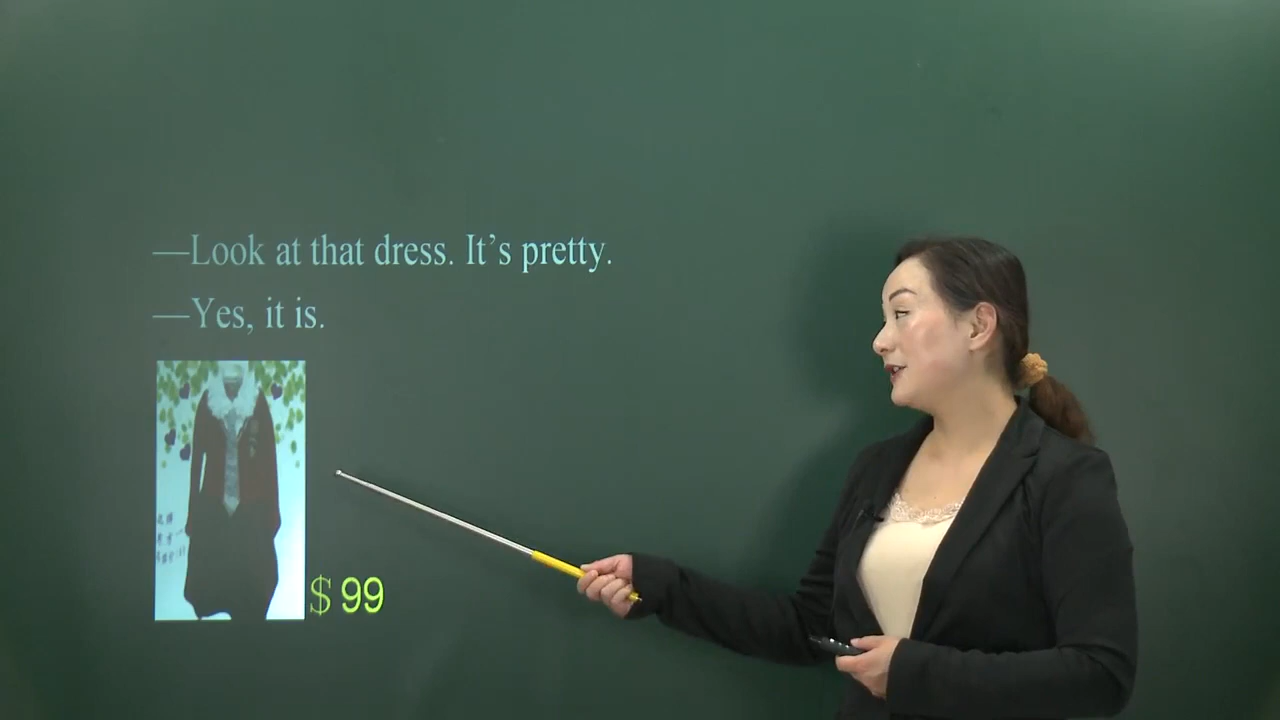 —Look at that dress. It’s pretty.
—Yes, it is.
$ 99